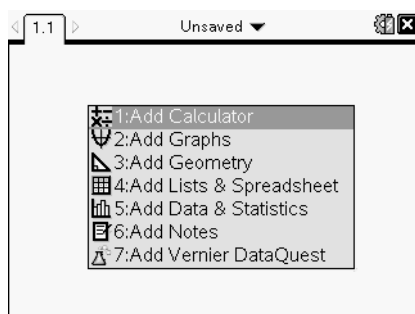 1.1 Unsaved
1:Add Calculator
2:Add Graphs
3:Add Geometry
4:Add Lists & Spreadsheet
5:Add Data & Statistics
6:Add Notes
7:Add Vernier DataQuest